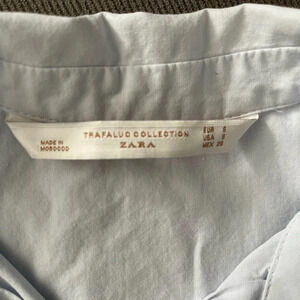 TRAFALUC COLLECTION
ZARA
MADE IN
MOROCCO
EUR S
USA S
MEX 26